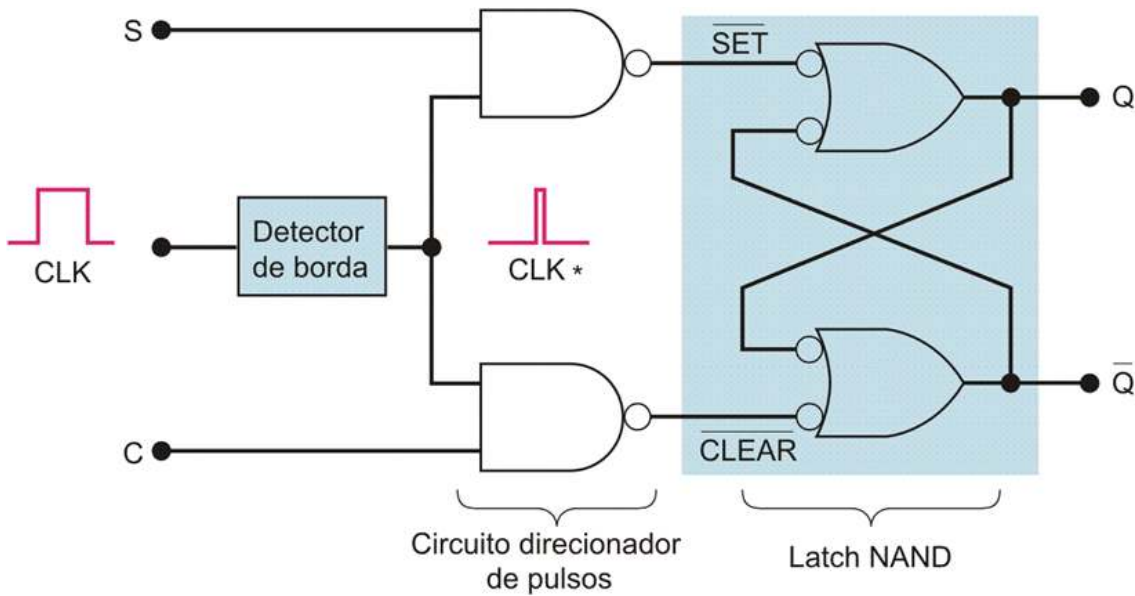 S
SET
Q
CLK
Detector
de borda
CLK *
Q
C
CLEAR
Circuito direcionador
de pulsos
Latch NAND